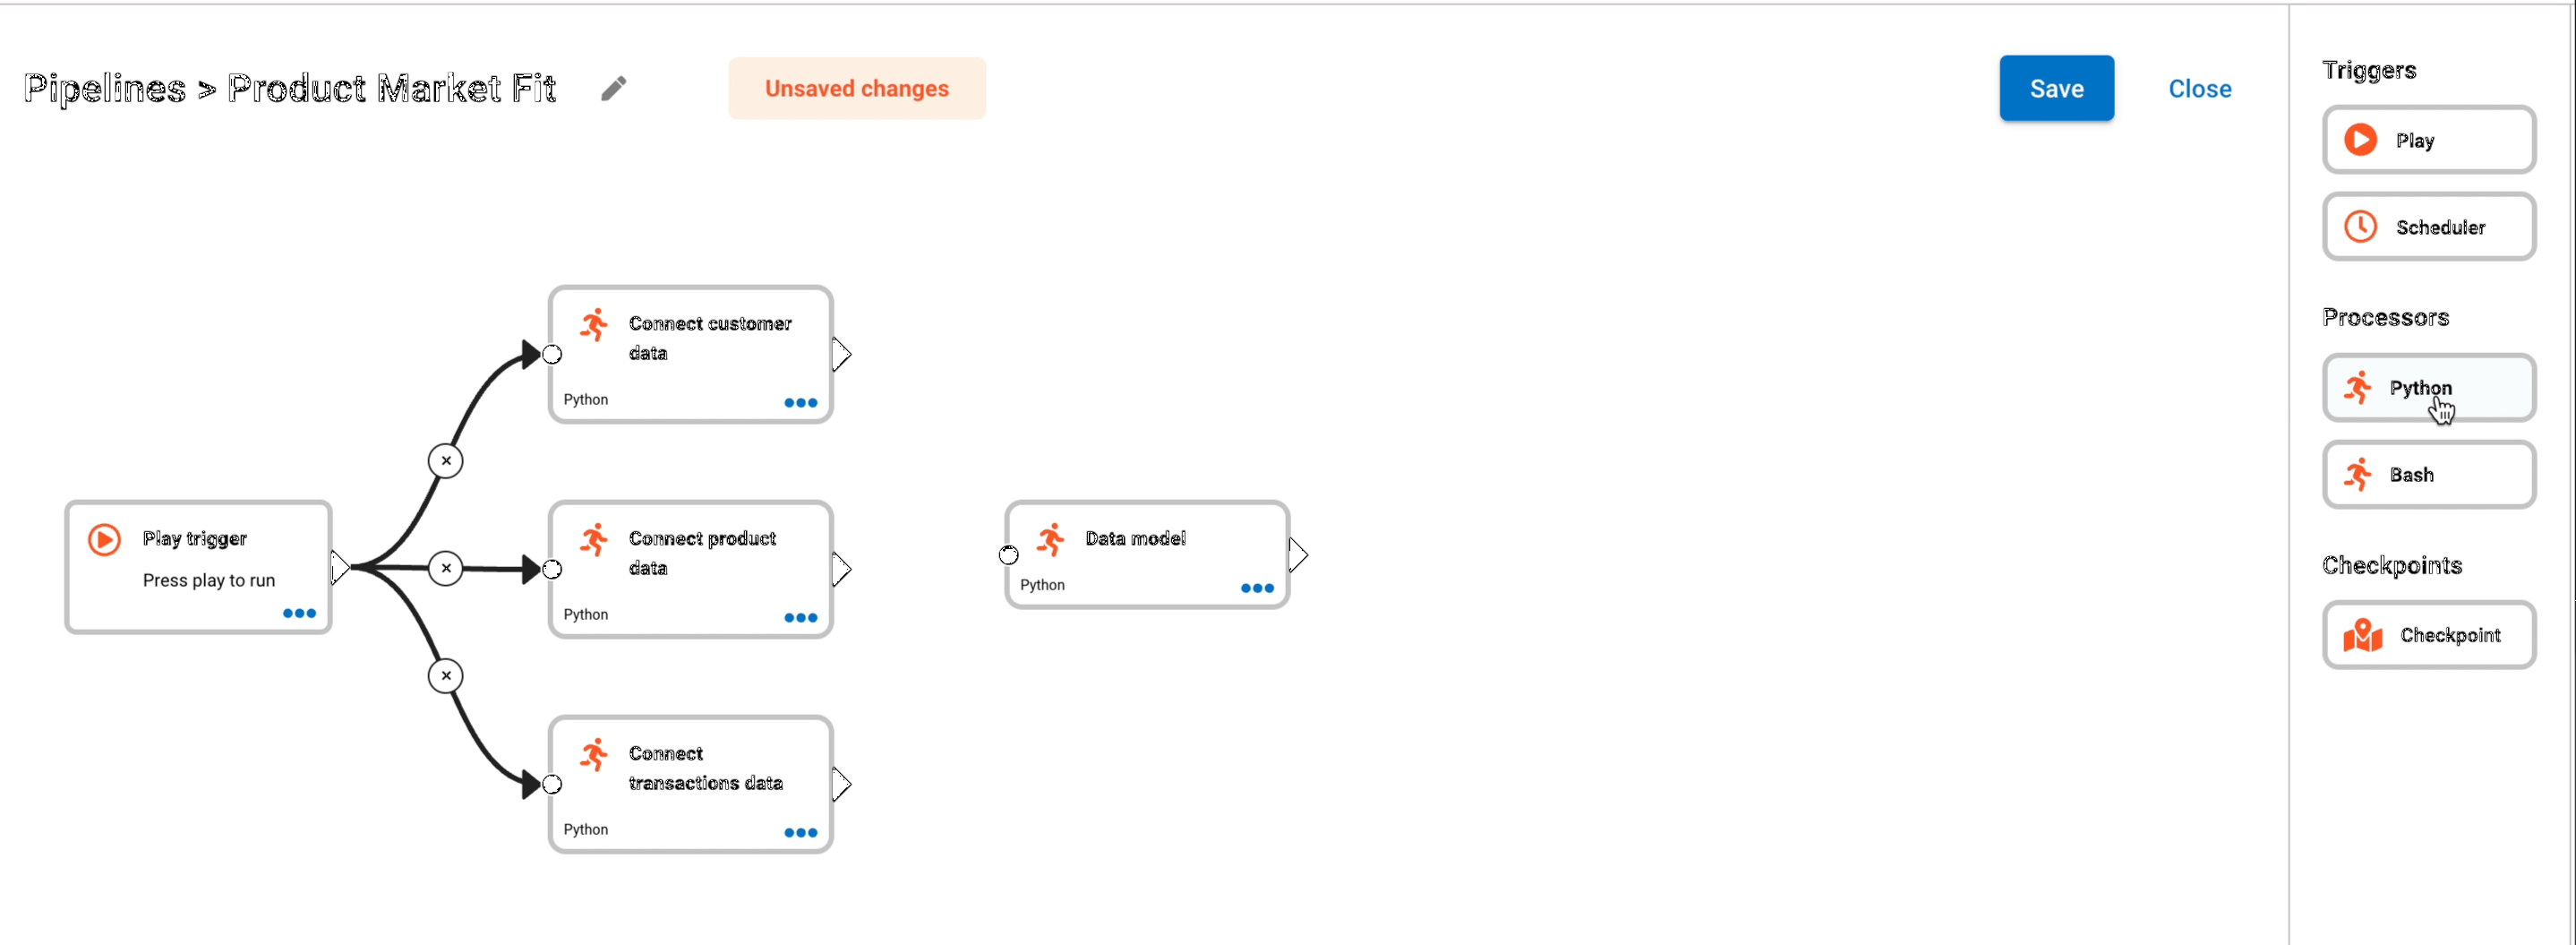 Pipelines > Product Market Fit
Unsaved changes
Save
Close
Connect customer
data
Python
Play trigger
Press play to run
Connect product
data
Python
Data model
Python
Connect
transactions data
Python
Triggers
Play
Scheduler
Processors
Python
Bash
Checkpoints
Checkpoint